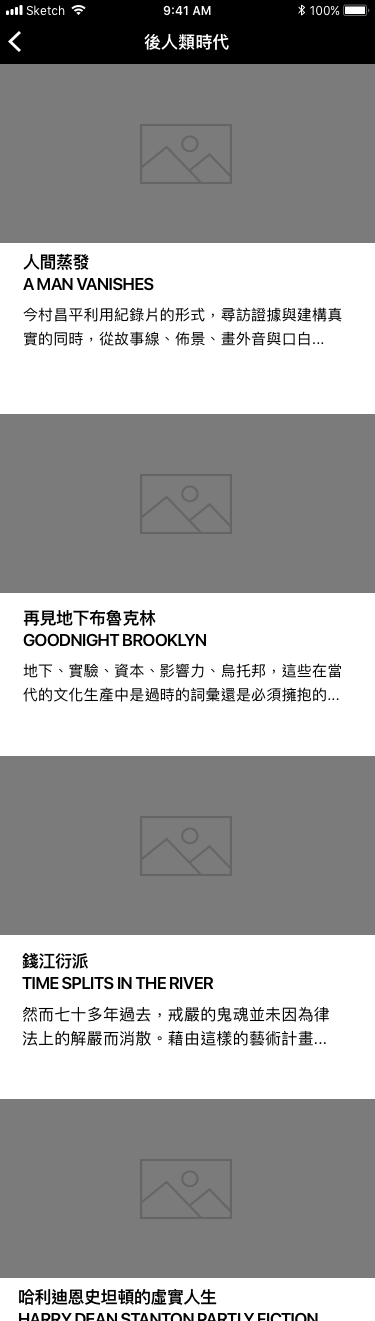 Sketch 9:41 AM 100%
後人類時代
人間蒸發
A MAN VANISHES
今村昌平利用紀錄片的形式，尋訪證據與建構真
實的同時，從故事線、佈景、畫外音與口白...
再見地下布魯克林
GOODNIGHT BROOKLYN
地下、實驗、資本、影響力、烏托邦，這些在當
代的文化生產中是過時的詞彙還是必須擁抱的...
錢江衍派
TIME SPLITS IN THE RIVER
然而七十多年過去，戒嚴的鬼魂並未因為律
法上的解嚴而消散。藉由這樣的藝術計畫...
哈利迪恩史坦頓的虛實人生
HARRY DEAN STANTON PARTLY FICTION